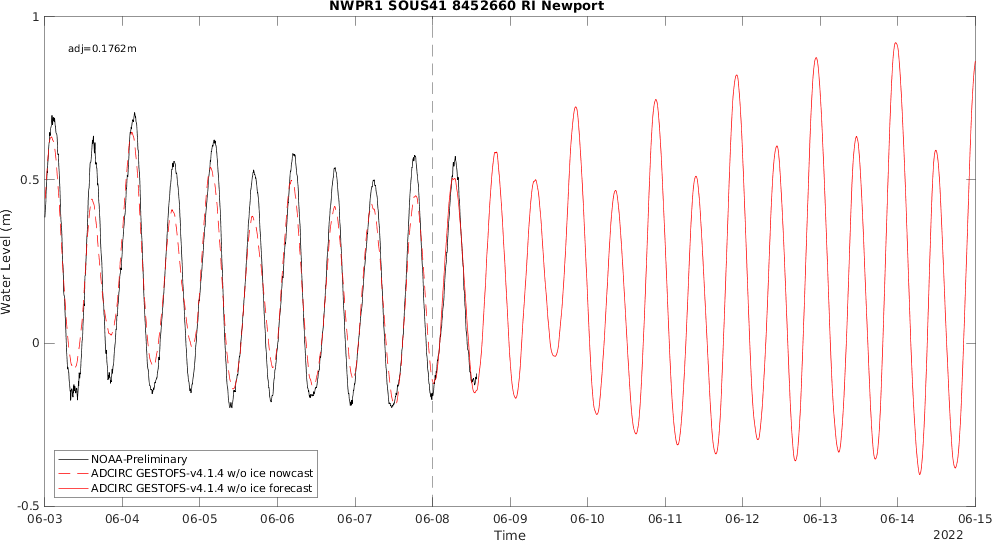 NWPR1 SOUS41 8452660 RI Newport
adj=0.1762m
1
0.5
0
-0.5
Water Level (m)
NOAA-Preliminary
ADCIRC GESTOFS-v4.1.4 w/o ice nowcast
ADCIRC GESTOFS-v4.1.4 w/o ice forecast
06-03 06-04 06-05 06-06 06-07 06-08 06-09 06-10 06-11 06-12 06-13 06-14 06-15
Time
2022